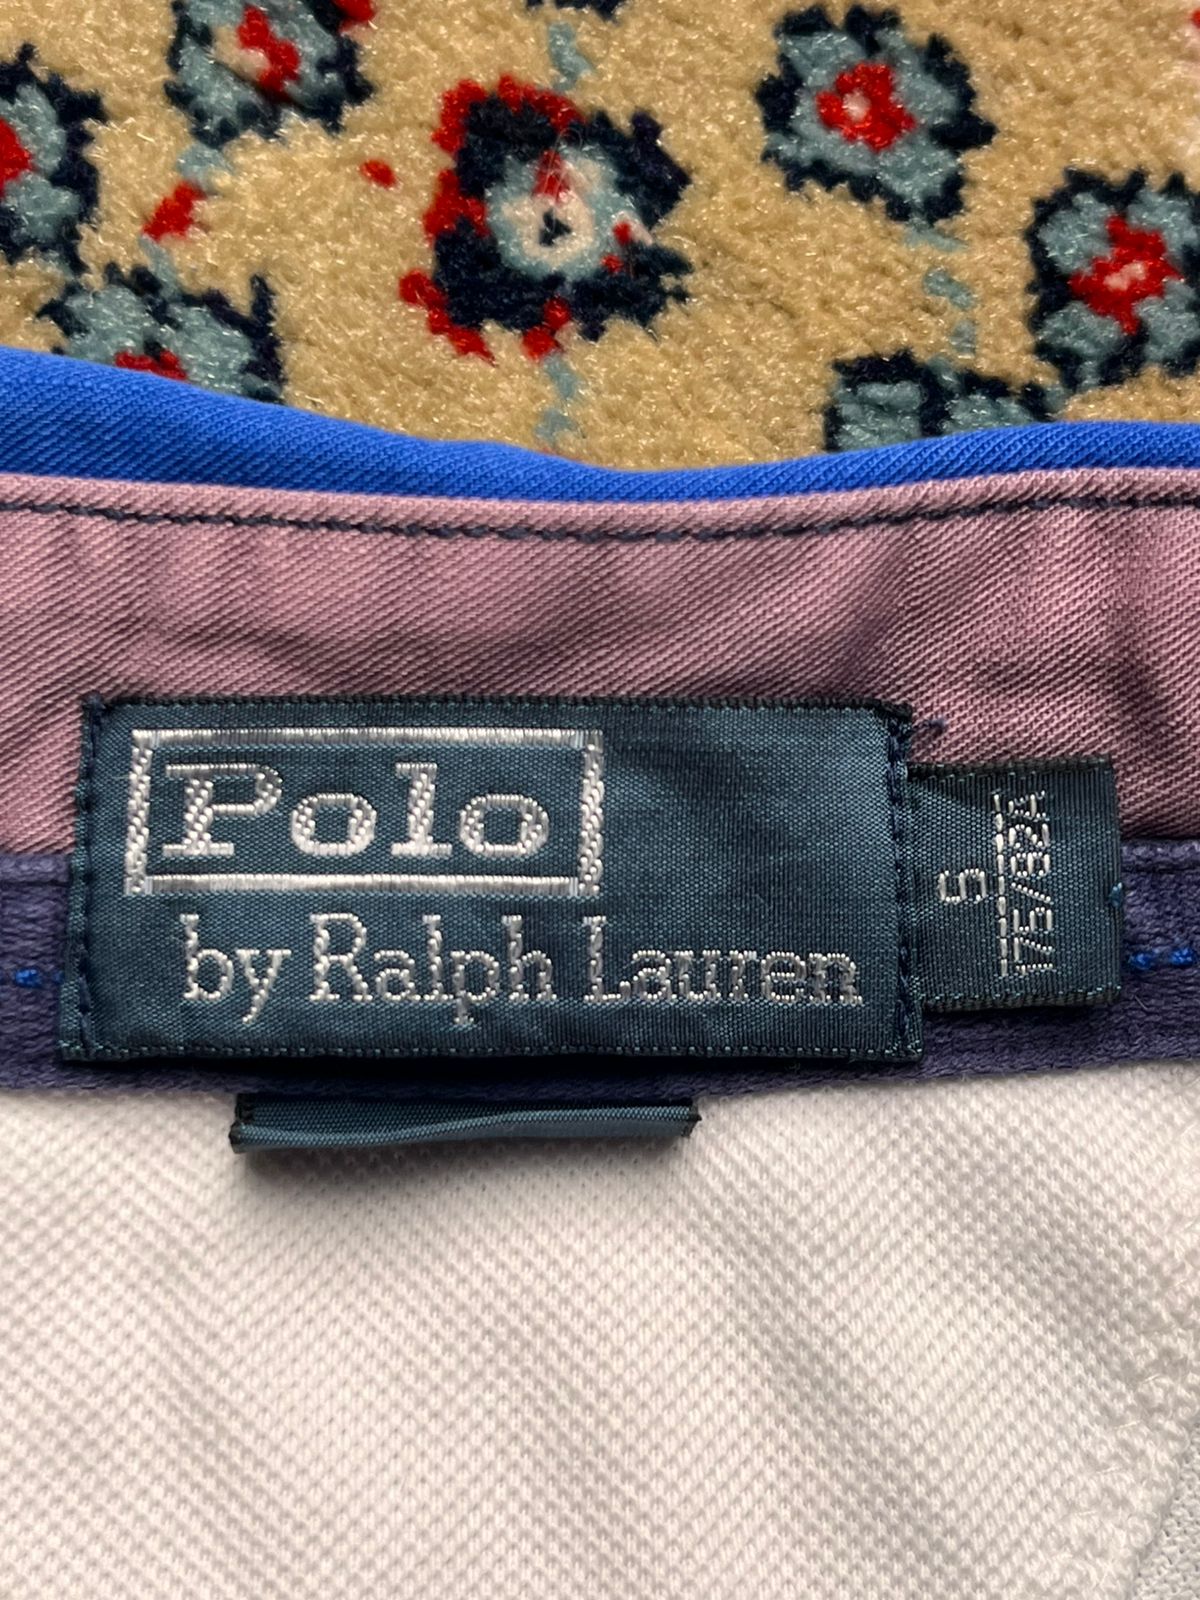 Polo
by Ralph Lauren
S
175/92A